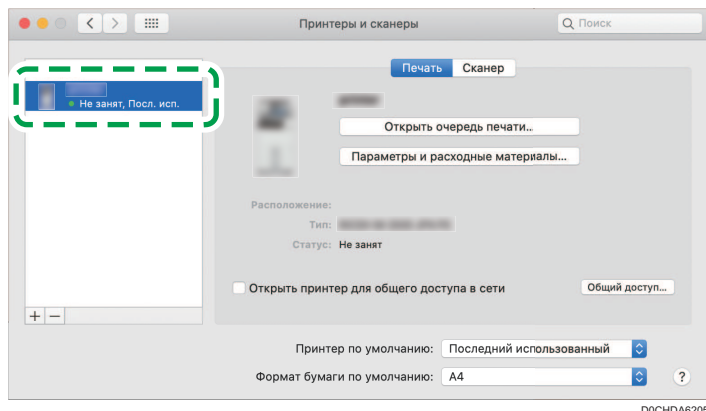 Принтеры и сканеры
Поиск
Печать Сканер
Не занят, Посл. исп.
Открыть очередь печати...
Параметры и расходные материалы...
Расположение:
Тип:
Статус: Не занят
Открыть принтер для общего доступа в сети
Общий доступ...
+ −
Принтер по умолчанию: Последний использованный
Формат бумаги по умолчанию: A4
?
D0CHDA6205